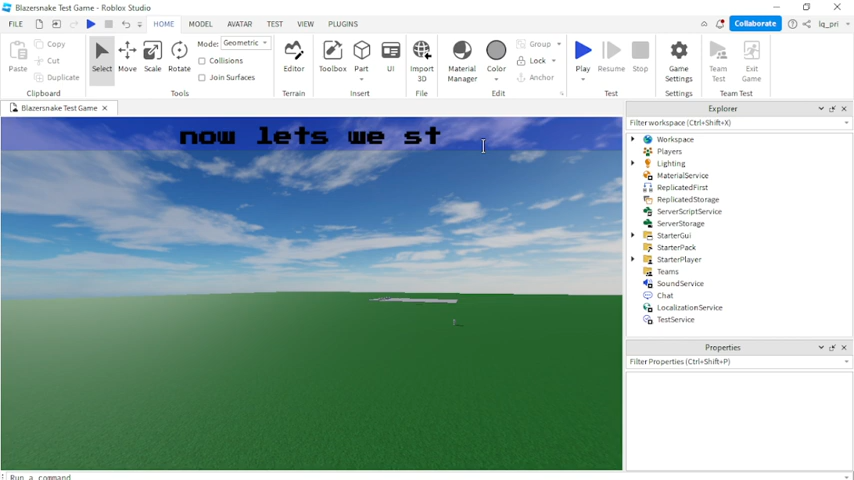 Blazersnake Test Game - Roblox Studio
FILE HOME MODEL AVATAR TEST VIEW PLUGINS Collaborate lq_pri
Paste Copy Cut Duplicate Clipboard
Select Move Scale Rotate Mode: Geometric Collisions Join Surfaces Tools
Editor Terrain
Toolbox Part UI Insert
Import 3D File
Material Manager Color Group Lock Anchor Edit
Play Resume Stop Test
Game Settings Settings
Team Test Exit Game Team Test
Blazersnake Test Game
now lets we st
Explorer
Filter workspace (Ctrl+Shift+X)
Workspace
Players
Lighting
MaterialService
ReplicatedFirst
ReplicatedStorage
ServerScriptService
ServerStorage
StarterGui
StarterPack
StarterPlayer
Teams
SoundService
Chat
LocalizationService
TestService
Properties
Filter Properties (Ctrl+Shift+P)
Run a command